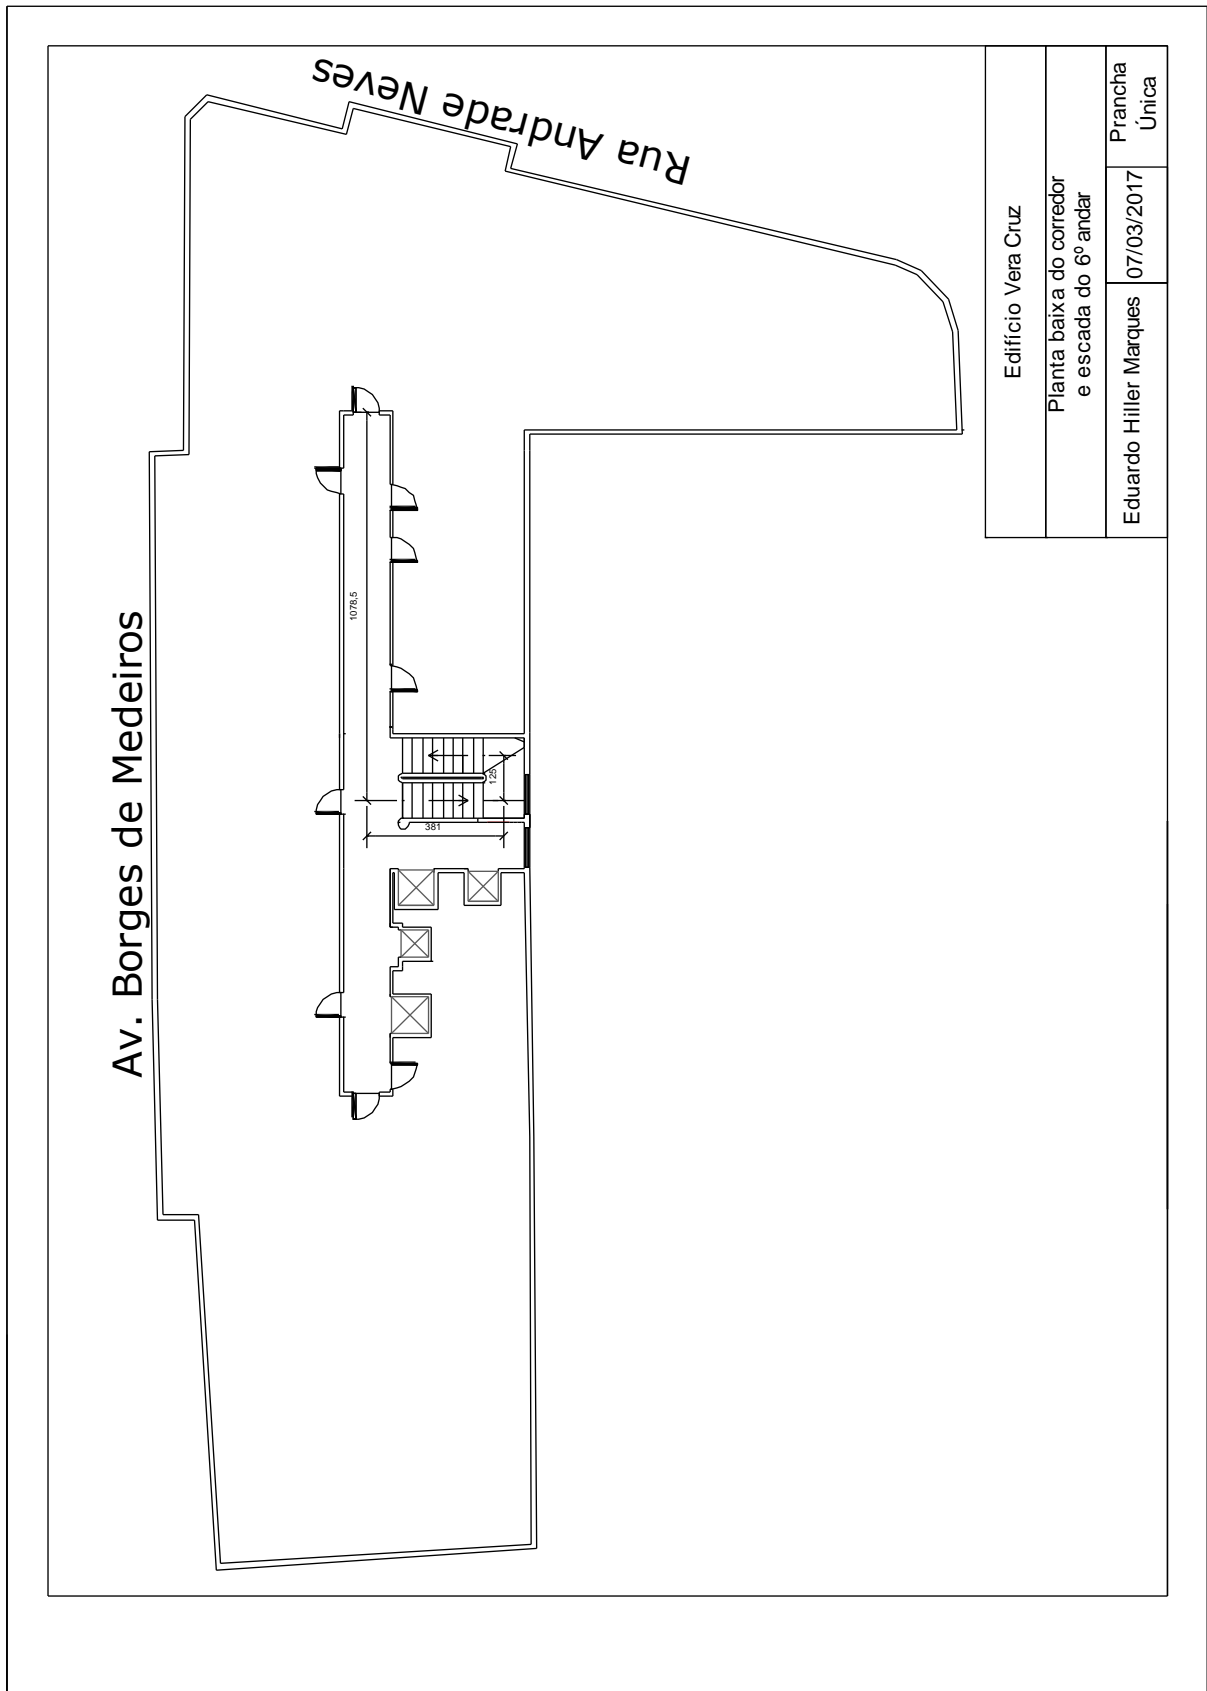 Av. Borges de Medeiros
Rua Andrade Neves
1078,5
381
125
Edifício Vera Cruz
Planta baixa do corredor
e escada do 6º andar
Eduardo Hiller Marques
07/03/2017
Prancha
Única